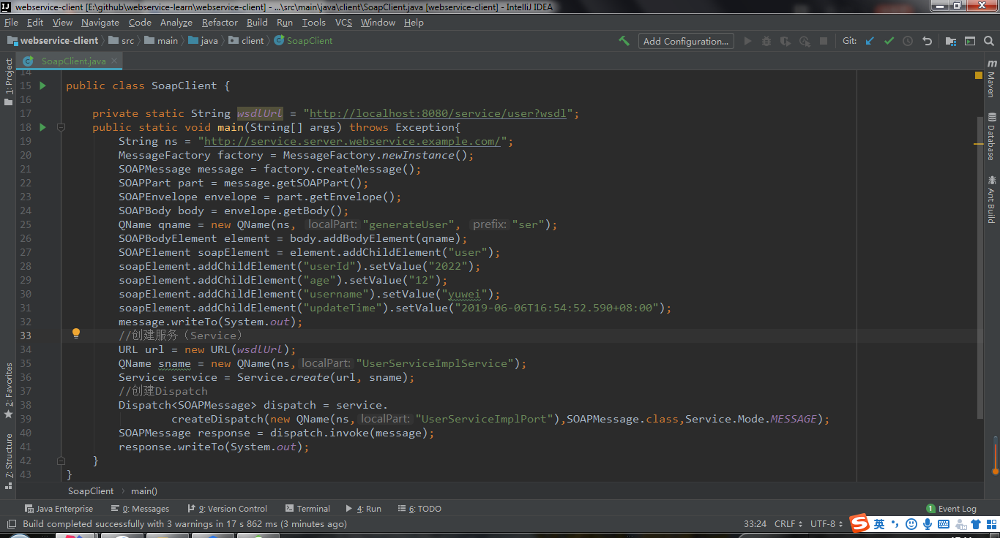 webservice-client [E:\github\webservice-learn\webservice-client] - ...\src\main\java\client\SoapClient.java [webservice-client] - IntelliJ IDEA
File Edit View Navigate Code Analyze Refactor Build Run Tools VCS Window Help
webservice-client src main java client SoapClient Add Configuration... Git:
SoapClient.java
1: Project
2: Favorites
7: Structure
Maven
Database
Ant Build
14
15 public class SoapClient {
16
17 private static String wsdlUrl = "http://localhost:8080/service/user?wsdl";
18 public static void main(String[] args) throws Exception{
19 String ns = "http://service.server.webservice.example.com/";
20 MessageFactory factory = MessageFactory.newInstance();
21 SOAPMessage message = factory.createMessage();
22 SOAPPart part = message.getSOAPPart();
23 SOAPEnvelope envelope = part.getEnvelope();
24 SOAPBody body = envelope.getBody();
25 QName qname = new QName(ns, localPart: "generateUser", prefix: "ser");
26 SOAPBodyElement element = body.addBodyElement(qname);
27 SOAPElement soapElement = element.addChildElement("user");
28 soapElement.addChildElement("userId").setValue("2022");
29 soapElement.addChildElement("age").setValue("12");
30 soapElement.addChildElement("username").setValue("yuwei");
31 soapElement.addChildElement("updateTime").setValue("2019-06-06T16:54:52.590+08:00");
32 message.writeTo(System.out);
33 //创建服务（Service）
34 URL url = new URL(wsdlUrl);
35 QName sname = new QName(ns, localPart: "UserServiceImplService");
36 Service service = Service.create(url, sname);
37 //创建Dispatch
38 Dispatch<SOAPMessage> dispatch = service.
39 createDispatch(new QName(ns, localPart: "UserServiceImplPort"),SOAPMessage.class,Service.Mode.MESSAGE);
40 SOAPMessage response = dispatch.invoke(message);
41 response.writeTo(System.out);
42 }
43 }
SoapClient main()
Java Enterprise 0: Messages 9: Version Control Terminal 4: Run 6: TODO 1 Event Log
Build completed successfully with 3 warnings in 17 s 862 ms (3 minutes ago) 33:24 CRLF UTF-8 英